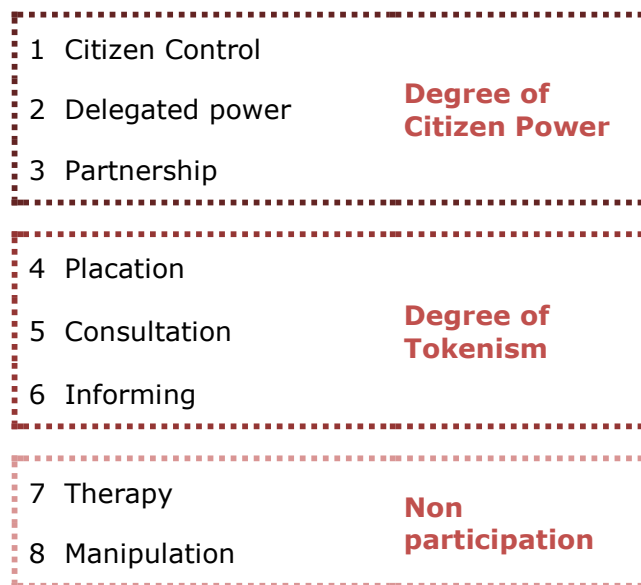 1 Citizen Control
2 Delegated power
3 Partnership
Degree of
Citizen Power
4 Placation
5 Consultation
6 Informing
Degree of
Tokenism
7 Therapy
8 Manipulation
Non
participation